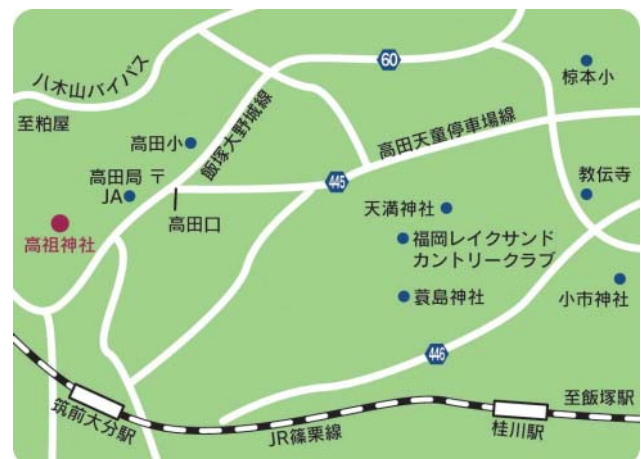 八木山バイパス
至粕屋
60
椋本小
高田小
飯塚大野城線
高田天童停車場線
高田局 〒
JA
445
教伝寺
高田口
天満神社
高祖神社
福岡レイクサンド
カントリークラブ
蓑島神社
小市神社
446
筑前大分駅
JR篠栗線
桂川駅
至飯塚駅